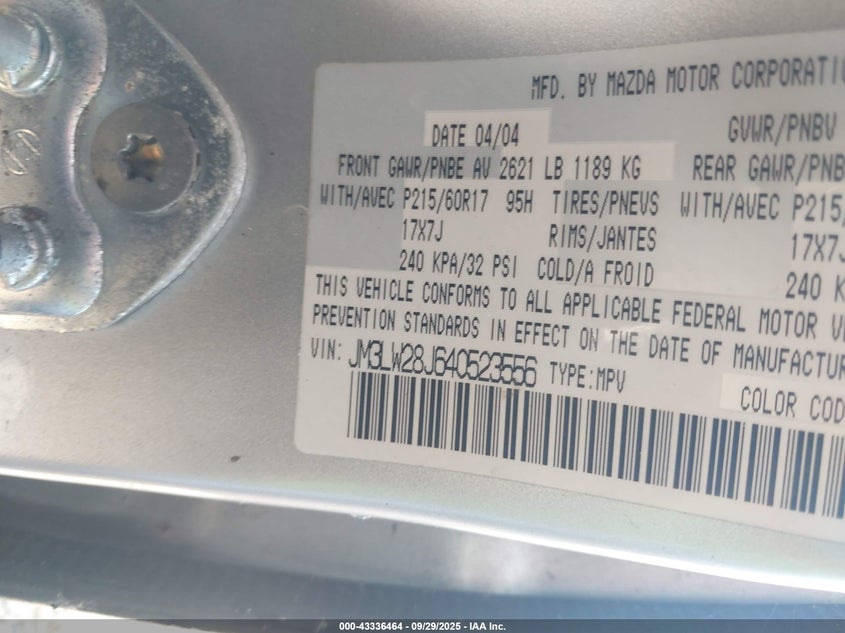 MFD. BY MAZDA MOTOR CORPORATIO
DATE 04/04 GVWR/PNBV
FRONT GAWR/PNBE AV 2621 LB 1189 KG REAR GAWR/PNB
WITH/AVEC P215/60R17 95H TIRES/PNEUS WITH/AVEC P215/
17X7J RIMS/JANTES 17X7J
240 KPA/32 PSI COLD/A FROID 240 K
THIS VEHICLE CONFORMS TO ALL APPLICABLE FEDERAL MOTOR VE
PREVENTION STANDARDS IN EFFECT ON THE DATE OF MANUFACTUR
VIN: JM3LW28J640523556 TYPE:MPV
COLOR COD
000-43336464 - 09/29/2025 - IAA Inc.